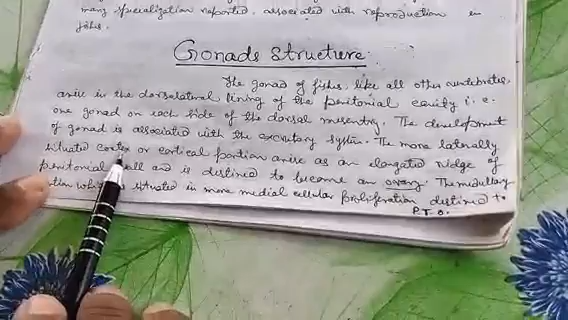 many specialization reported, associated with reproduction in
fishs.
Gonads Structure
The gonad of fishes, like all other vertebrates,
arise in the dorsolateral lining of the peritonial cavity i.e.
one gonad on each side of the dorsal mesentry. The development
of gonad is associated with the excretory system. The more laterally
situated cortex or cortical portion arise as an elongated ridge of
peritonial wall and is destined to become an ovary. The medullary
which situated in more medial cellular proliferation destined to
P.T.O.